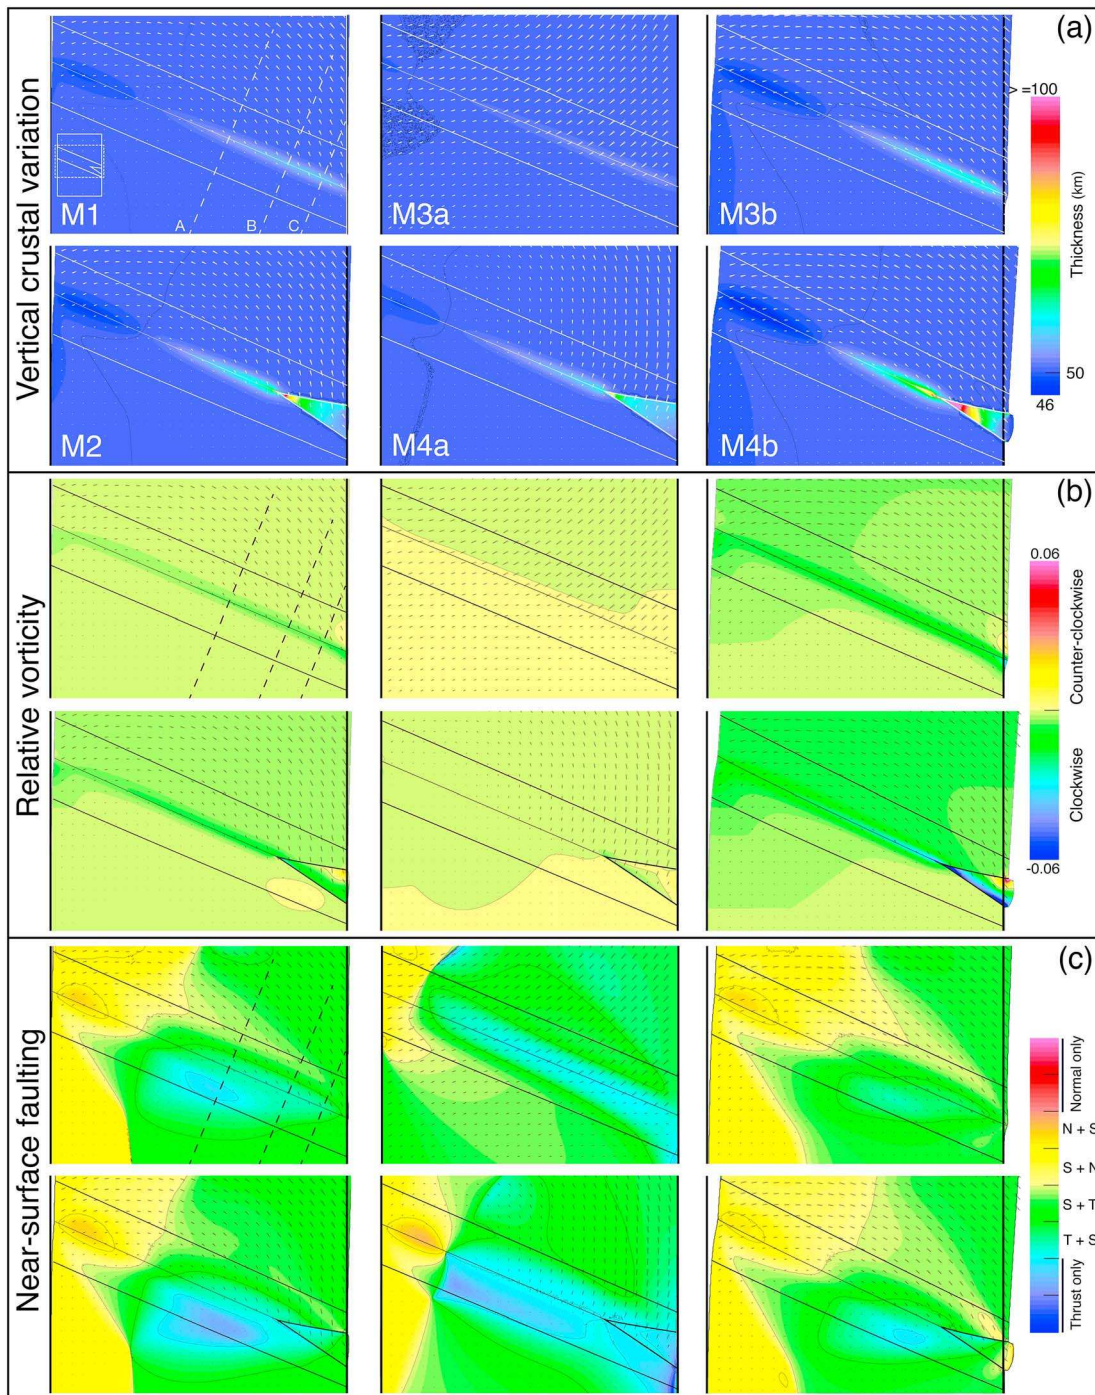 (a)
Vertical crustal variation
M1
A
B
C
M3a
M3b
M2
M4a
M4b
> =100
Thickness (km)
50
46
(b)
Relative vorticity
0.06
Counter-clockwise
Clockwise
-0.06
(c)
Near-surface faulting
Normal only
N + S
S + N
S + T
T + S
Thrust only